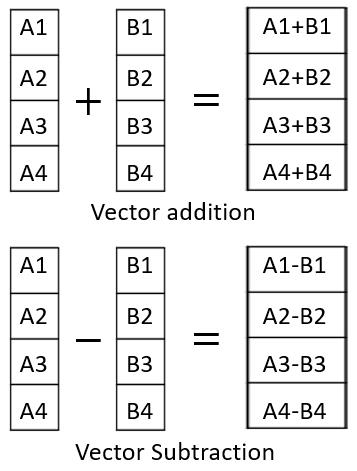 A1 B1 A1+B1
A2 B2 A2+B2
+ =
A3 B3 A3+B3
A4 B4 A4+B4
Vector addition
A1 B1 A1-B1
A2 B2 A2-B2
− =
A3 B3 A3-B3
A4 B4 A4-B4
Vector Subtraction